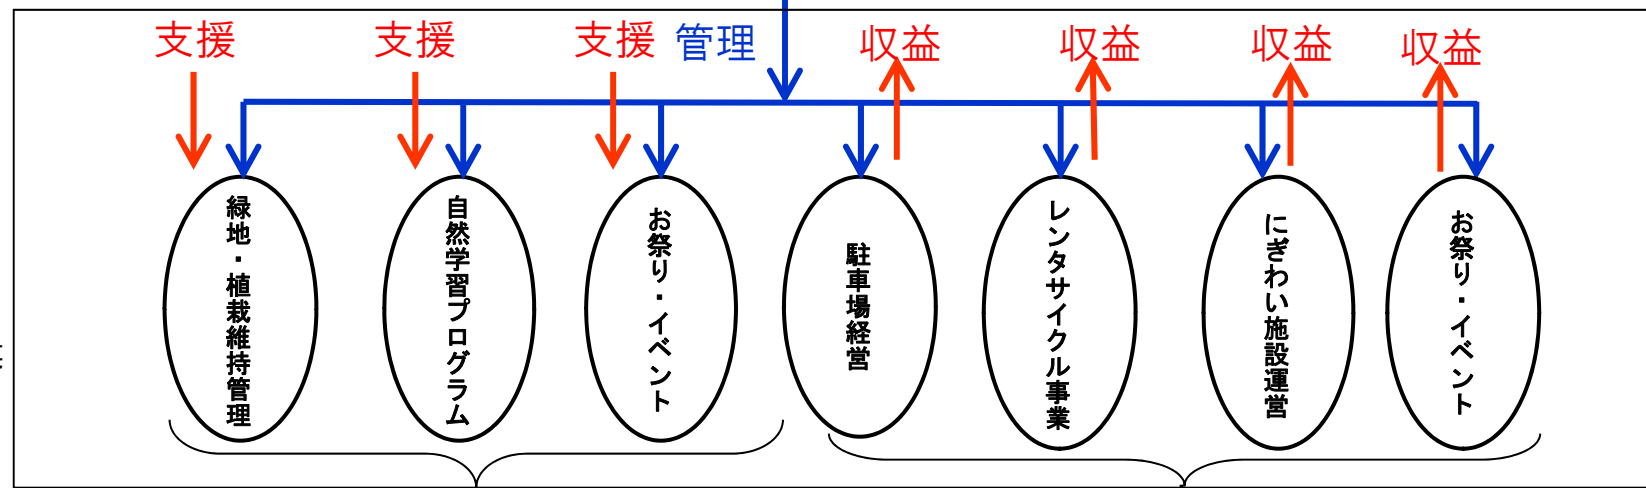 支援
支援
支援
管理
収益
収益
収益
収益
緑地・植栽維持管理
自然学習プログラム
お祭り・イベント
駐車場経営
レンタサイクル事業
にぎわい施設運営
お祭り・イベント